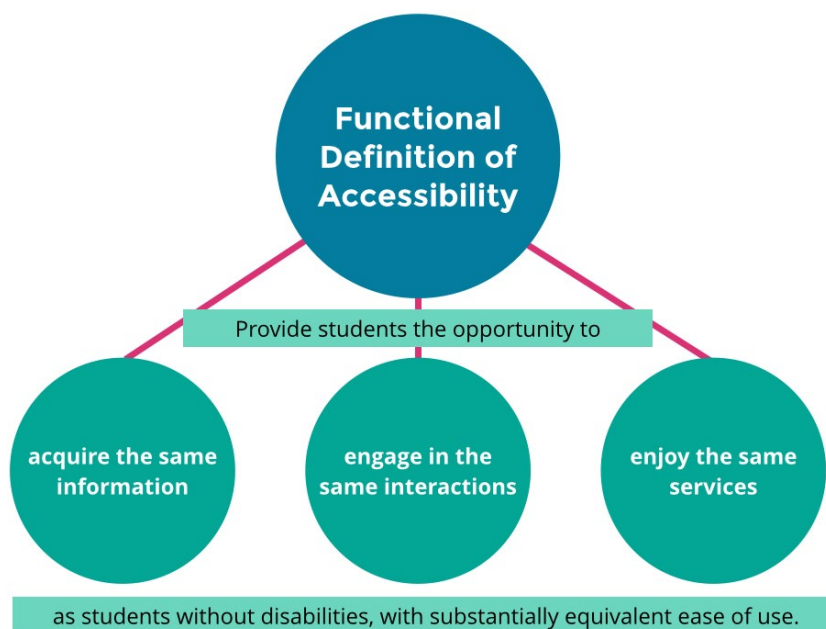 Functional
Definition of
Accessibility
Provide students the opportunity to
acquire the same
information
engage in the
same interactions
enjoy the same
services
as students without disabilities, with substantially equivalent ease of use.